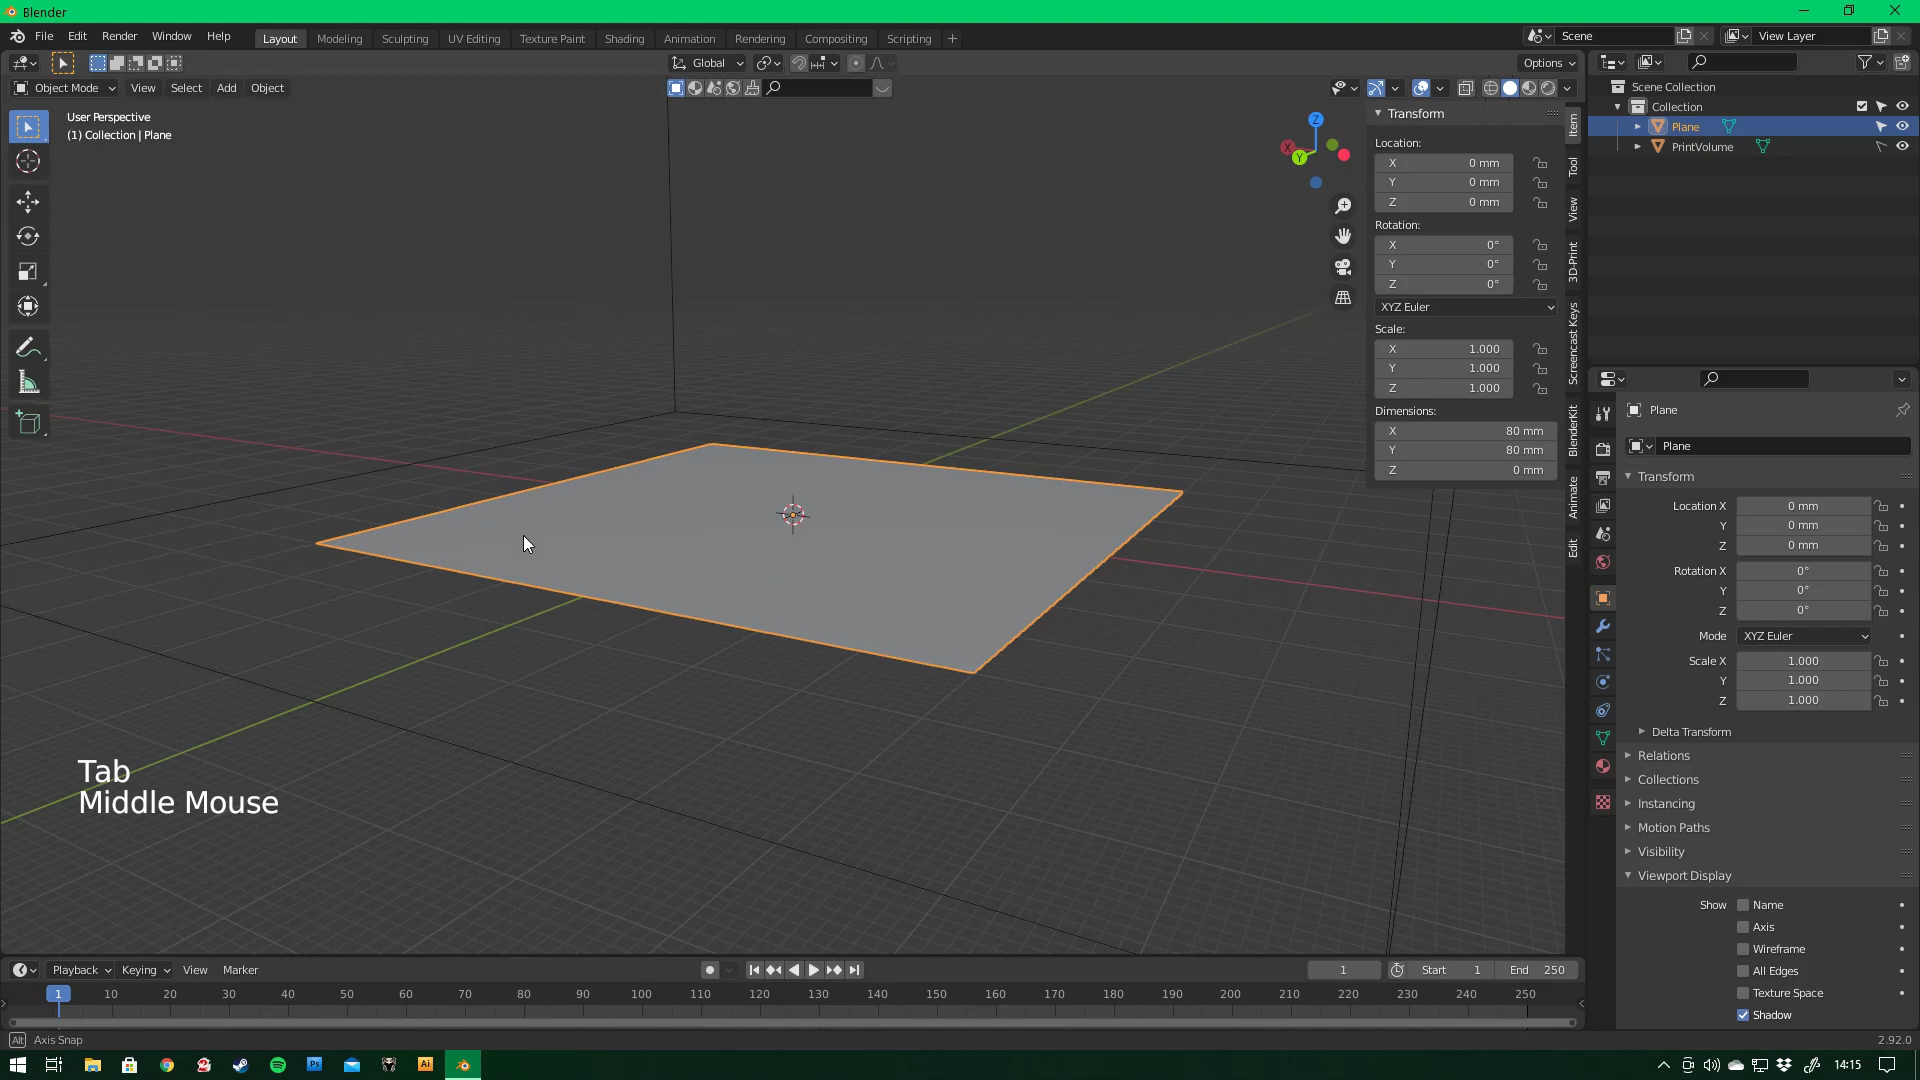 Blender
File Edit Render Window Help
Layout Modeling Sculpting UV Editing Texture Paint Shading Animation Rendering Compositing Scripting +
Scene
View Layer
Global
Options
Object Mode View Select Add Object
User Perspective
(1) Collection | Plane
X
Y
Z
Transform
Location:
X 0 mm
Y 0 mm
Z 0 mm
Rotation:
X 0°
Y 0°
Z 0°
XYZ Euler
Scale:
X 1.000
Y 1.000
Z 1.000
Dimensions:
X 80 mm
Y 80 mm
Z 0 mm
Item
Tool
View
3D-Print
Screencast Keys
BlenderKit
Animate
Edit
Scene Collection
Collection
Plane
PrintVolume
Plane
Plane
Transform
Location X 0 mm
Y 0 mm
Z 0 mm
Rotation X 0°
Y 0°
Z 0°
Mode XYZ Euler
Scale X 1.000
Y 1.000
Z 1.000
Delta Transform
Relations
Collections
Instancing
Motion Paths
Visibility
Viewport Display
Show Name
Axis
Wireframe
All Edges
Texture Space
Shadow
Tab
Middle Mouse
Playback Keying View Marker
1 Start 1 End 250
1 10 20 30 40 50 60 70 80 90 100 110 120 130 140 150 160 170 180 190 200 210 220 230 240 250
Alt Axis Snap
2.92.0
Ps
Ai
14:15